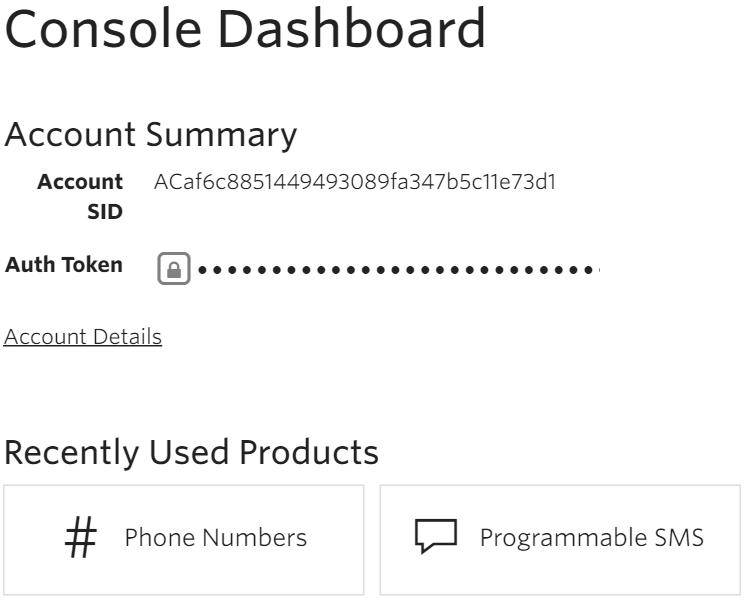 Console Dashboard
Account Summary
Account SID
ACaf6c8851449493089fa347b5c11e73d1
Auth Token
••••••••••••••••••••••••••••
Account Details
Recently Used Products
# Phone Numbers
Programmable SMS